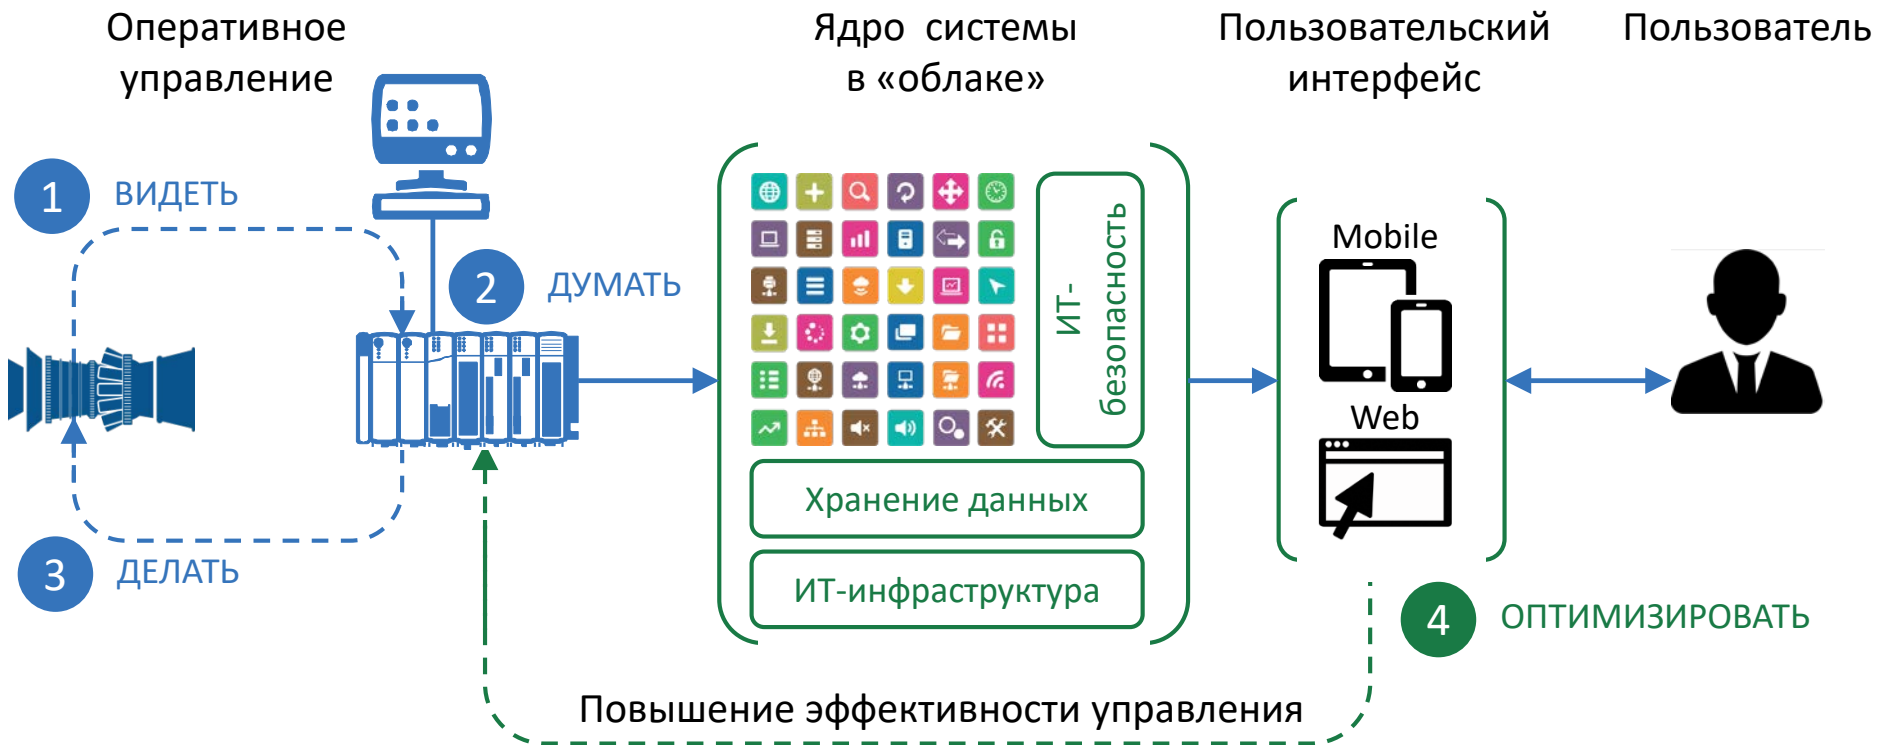 Оперативное
управление
Ядро системы
в «облаке»
Пользовательский
интерфейс
Пользователь
1
ВИДЕТЬ
2
ДУМАТЬ
3
ДЕЛАТЬ
ИТ-
безопасность
Хранение данных
ИТ-инфраструктура
Mobile
Web
4
ОПТИМИЗИРОВАТЬ
Повышение эффективности управления